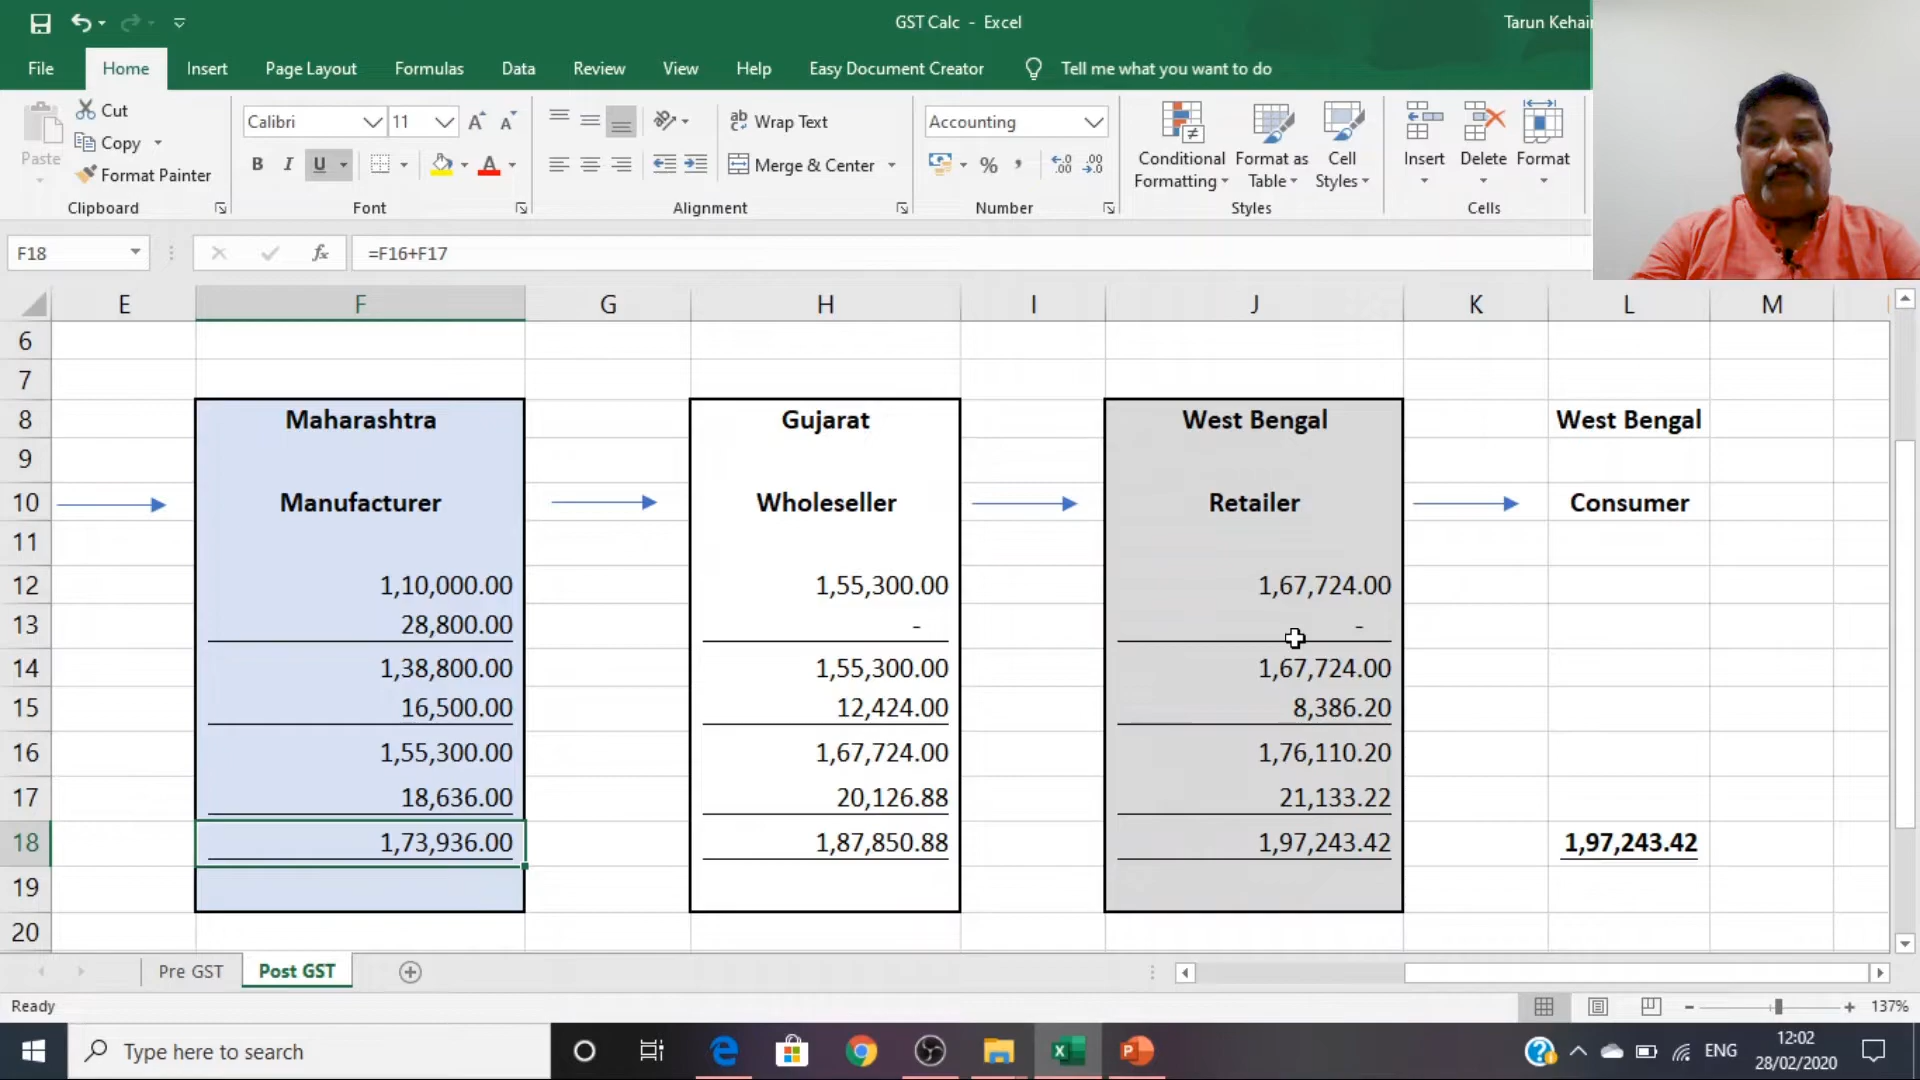 GST Calc - Excel
Tarun Kehair
File Home Insert Page Layout Formulas Data Review View Help Easy Document Creator Tell me what you want to do
Paste
Cut
Copy
Format Painter
Clipboard
Calibri 11
B I U
Font
Wrap Text
Merge & Center
Alignment
Accounting
Number
Conditional Formatting
Format as Table
Cell Styles
Styles
Insert Delete Format
Cells
F18 fx =F16+F17
E F G H I J K L M
6
7
8 Maharashtra Gujarat West Bengal West Bengal
9
10 Manufacturer Wholeseller Retailer Consumer
11
12 1,10,000.00 1,55,300.00 1,67,724.00
13 28,800.00 - -
14 1,38,800.00 1,55,300.00 1,67,724.00
15 16,500.00 12,424.00 8,386.20
16 1,55,300.00 1,67,724.00 1,76,110.20
17 18,636.00 20,126.88 21,133.22
18 1,73,936.00 1,87,850.88 1,97,243.42 1,97,243.42
19
20
Pre GST Post GST
Ready 137%
Type here to search
ENG
12:02
28/02/2020